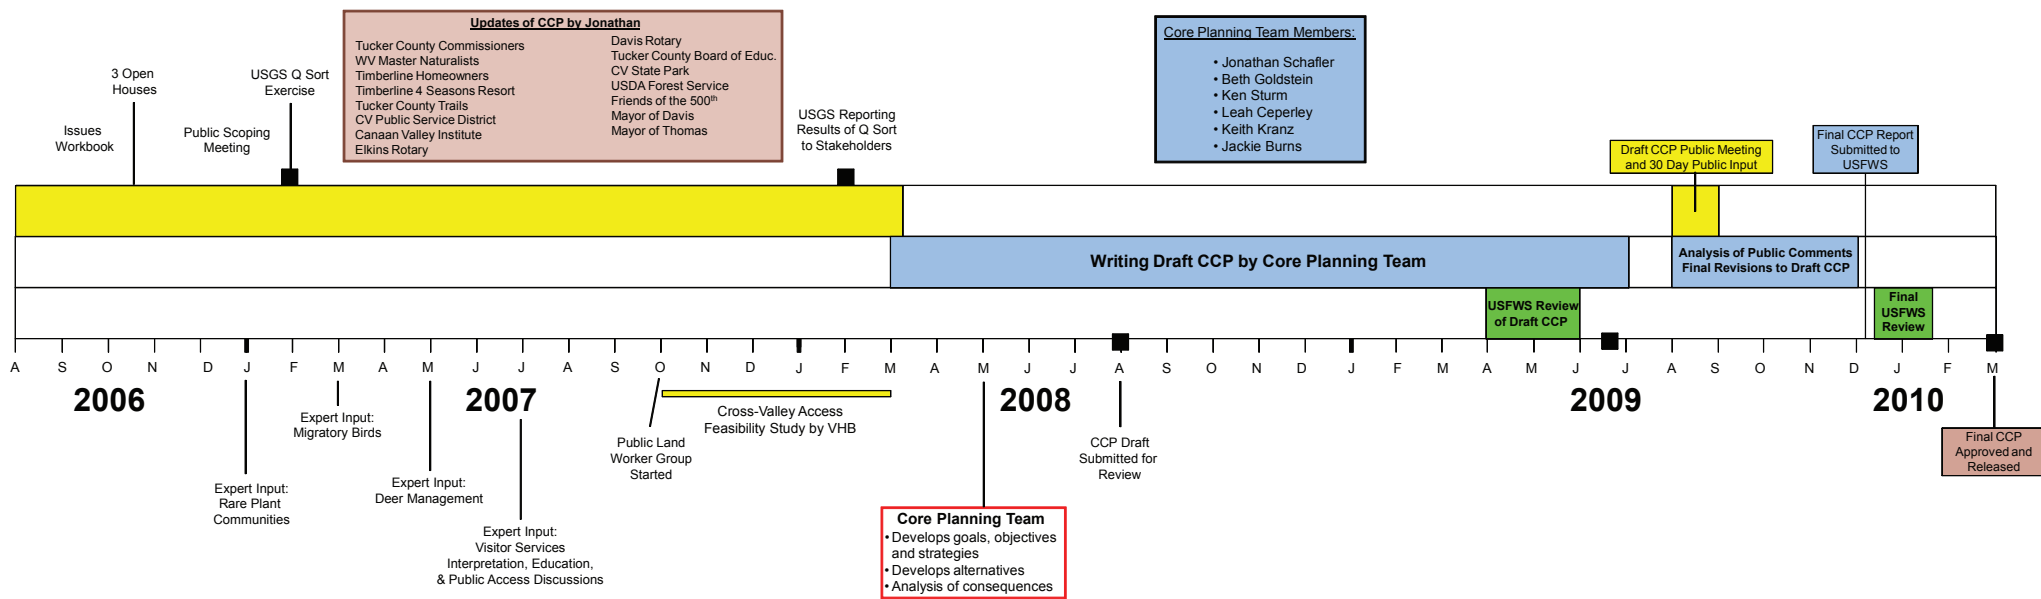 Updates of CCP by Jonathan
Tucker County Commissioners
WV Master Naturalists
Timberline Homeowners
Timberline 4 Seasons Resort
Tucker County Trails
CV Public Service District
Canaan Valley Institute
Elkins Rotary
Davis Rotary
Tucker County Board of Educ.
CV State Park
USDA Forest Service
Friends of the 500th
Mayor of Davis
Mayor of Thomas
Core Planning Team Members:
• Jonathan Schafler
• Beth Goldstein
• Ken Sturm
• Leah Ceperley
• Keith Kranz
• Jackie Burns
Issues
Workbook
3 Open
Houses
Public Scoping
Meeting
USGS Q Sort
Exercise
USGS Reporting
Results of Q Sort
to Stakeholders
Draft CCP Public Meeting
and 30 Day Public Input
Final CCP Report
Submitted to
USFWS
Writing Draft CCP by Core Planning Team
Analysis of Public Comments
Final Revisions to Draft CCP
USFWS Review
of Draft CCP
Final
USFWS
Review
A S O N D J F M A M J J A S O N D J F M A M J J A S O N D J F M A M J J A S O N D J F M
2006 2007 2008 2009 2010
Expert Input:
Rare Plant
Communities
Expert Input:
Migratory Birds
Expert Input:
Deer Management
Expert Input:
Visitor Services
Interpretation, Education,
& Public Access Discussions
Public Land
Worker Group
Started
Cross-Valley Access
Feasibility Study by VHB
Core Planning Team
• Develops goals, objectives
and strategies
• Develops alternatives
• Analysis of consequences
CCP Draft
Submitted for
Review
Final CCP
Approved and
Released